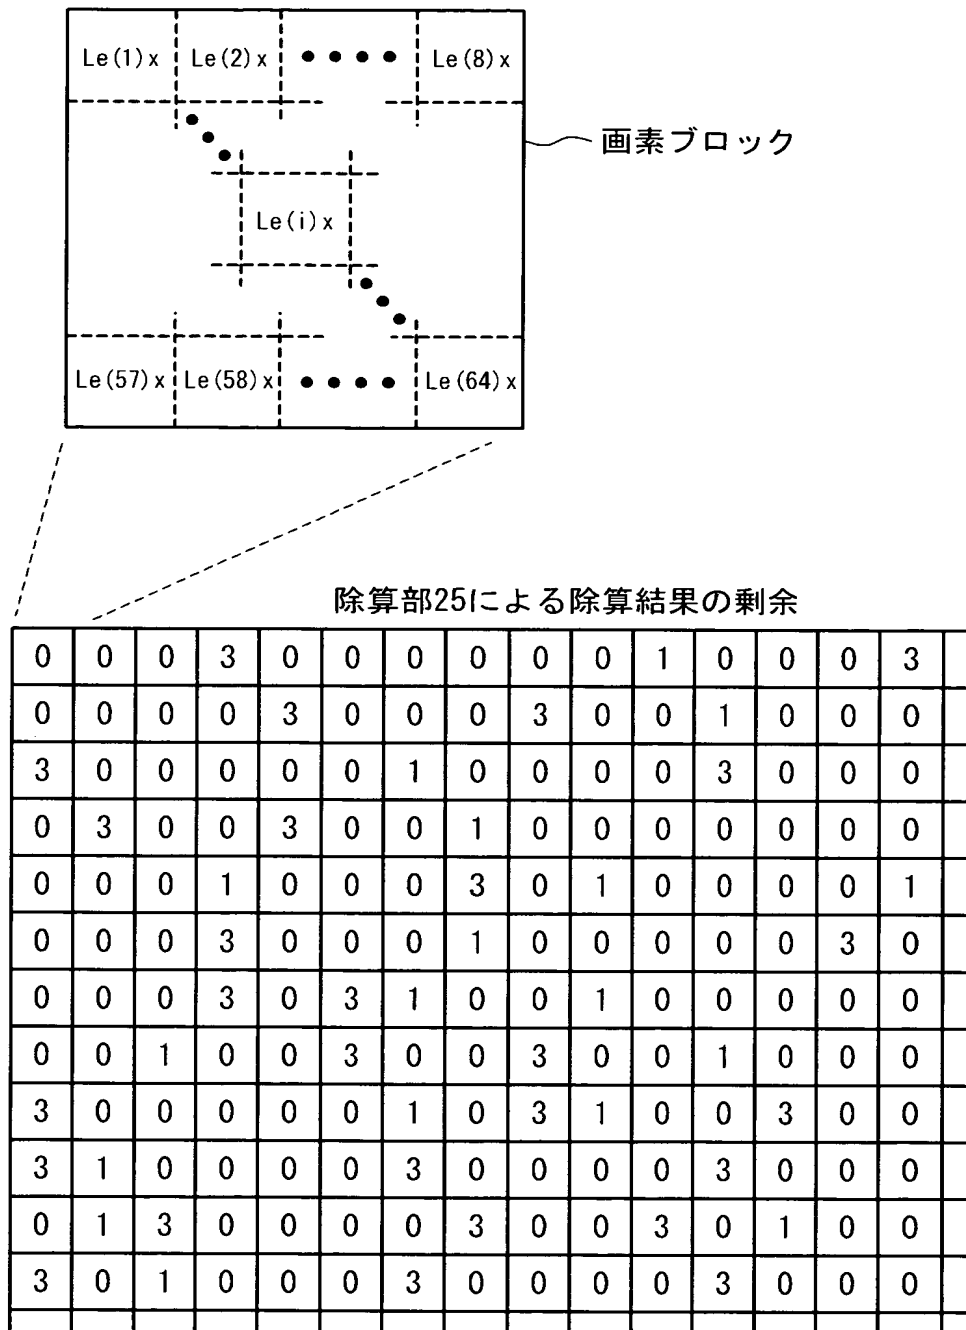 Le(1)x Le(2)x Le(8)x
画素ブロック
Le(i)x
Le(57)x Le(58)x Le(64)x
除算部25による除算結果の剰余
0 0 0 3 0 0 0 0 0 0 1 0 0 0 3
0 0 0 0 3 0 0 0 3 0 0 1 0 0 0
3 0 0 0 0 0 1 0 0 0 0 3 0 0 0
0 3 0 0 3 0 0 1 0 0 0 0 0 0 0
0 0 0 1 0 0 0 3 0 1 0 0 0 0 1
0 0 0 3 0 0 0 1 0 0 0 0 0 3 0
0 0 0 3 0 3 1 0 0 1 0 0 0 0 0
0 0 1 0 0 3 0 0 3 0 0 1 0 0 0
3 0 0 0 0 0 1 0 3 1 0 0 3 0 0
3 1 0 0 0 0 3 0 0 0 0 3 0 0 0
0 1 3 0 0 0 0 3 0 0 3 0 1 0 0
3 0 1 0 0 0 3 0 0 0 0 3 0 0 0